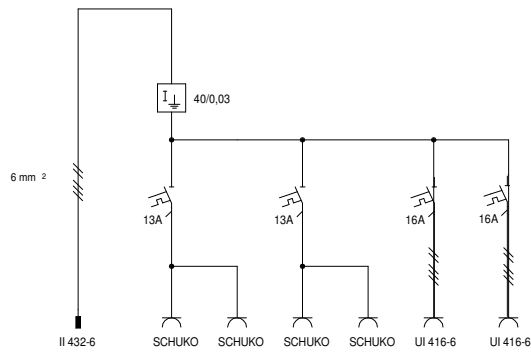 I
40/0,03
6 mm 2
13A
13A
16A
16A
II 432-6
SCHUKO
SCHUKO
SCHUKO
SCHUKO
UI 416-6
UI 416-6